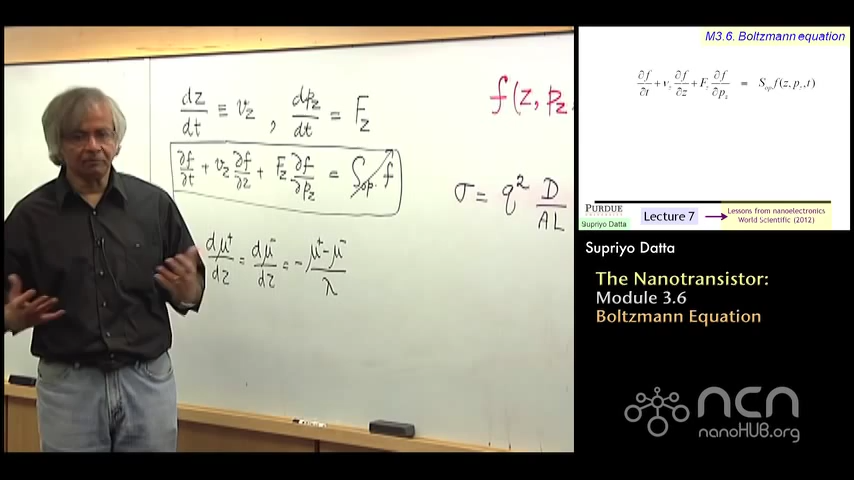 dz/dt ≡ v_z , dp_z/dt = F_z
∂f/∂t + v_z ∂f/∂z + F_z ∂f/∂p_z = S_op. f
dμ⁺/dz = dμ⁻/dz = - (μ⁺ - μ⁻)/λ
f(z, p_z,
σ = q² D/AL
M3.6. Boltzmann equation
∂f/∂t + v_z ∂f/∂z + F_z ∂f/∂p_z = S_op f(z, p_z, t)
PURDUE
UNIVERSITY
Supriyo Datta
Lecture 7
Lessons from nanoelectronics
World Scientific (2012)
Supriyo Datta
The Nanotransistor:
Module 3.6
Boltzmann Equation
ncn
nanoHUB.org